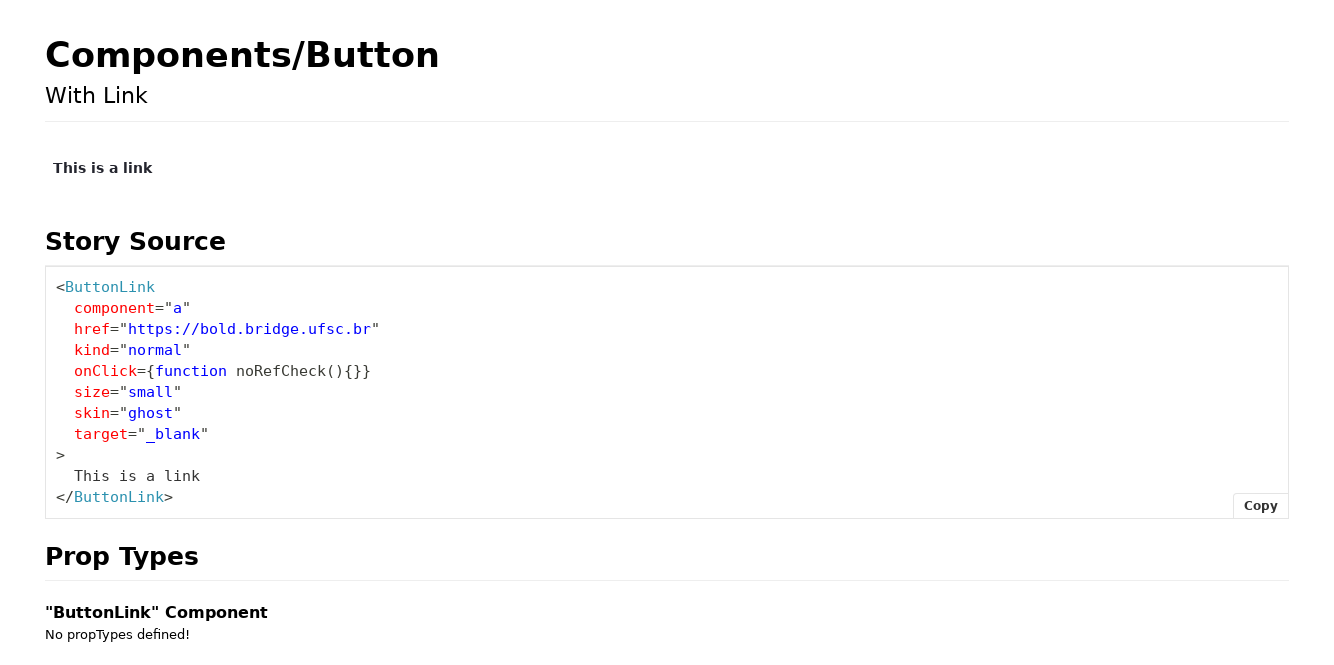 Components/Button
With Link
This is a link
Story Source
<ButtonLink
  component="a"
  href="https://bold.bridge.ufsc.br"
  kind="normal"
  onClick={function noRefCheck(){}}
  size="small"
  skin="ghost"
  target="_blank"
>
  This is a link
</ButtonLink>
Copy
Prop Types
"ButtonLink" Component
No propTypes defined!